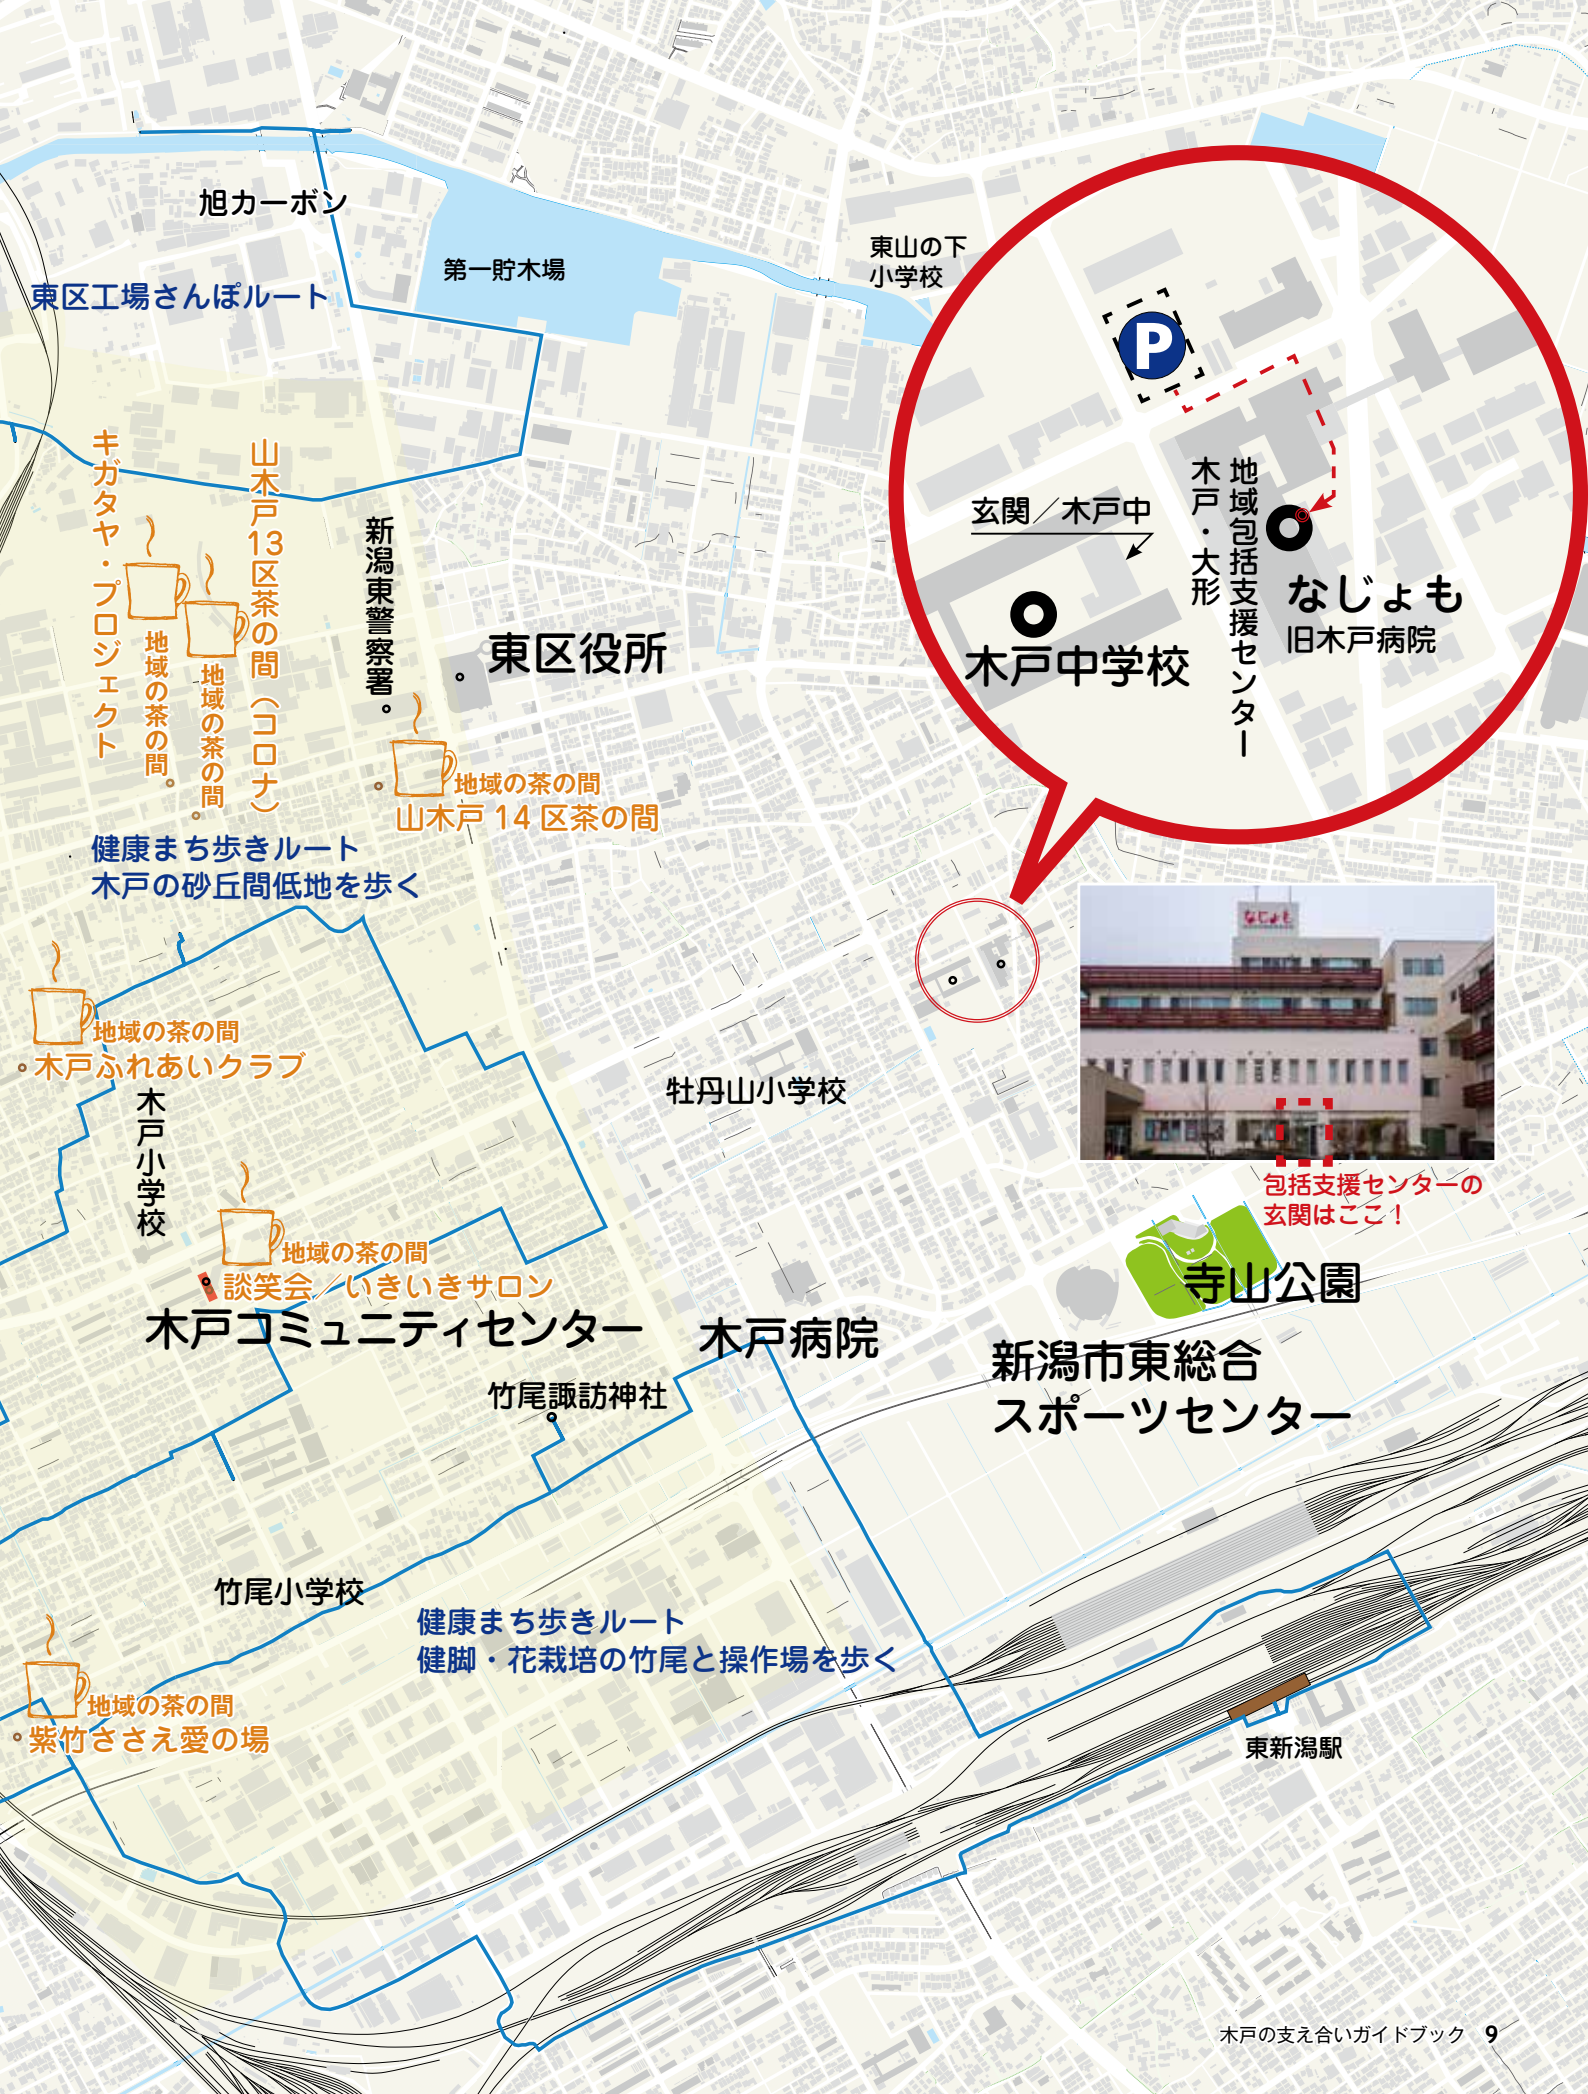 旭カーボン
東区工場さんぽルート
第一貯木場
東山の下
小学校
P
玄関／木戸中
木戸中学校
地域包括支援センター
木戸・大形
なじょも
旧木戸病院
山木戸13区茶の間（コロナ）
地域の茶の間
キガタヤ・プロジェクト
地域の茶の間
新潟東警察署
東区役所
地域の茶の間
山木戸 14 区茶の間
健康まち歩きルート
木戸の砂丘間低地を歩く
なじょも
地域の茶の間
木戸ふれあいクラブ
木戸小学校
牡丹山小学校
包括支援センターの
玄関はここ！
地域の茶の間
談笑会／いきいきサロン
木戸コミュニティセンター
木戸病院
寺山公園
新潟市東総合
スポーツセンター
竹尾諏訪神社
竹尾小学校
健康まち歩きルート
健脚・花栽培の竹尾と操作場を歩く
地域の茶の間
紫竹ささえ愛の場
東新潟駅
木戸の支え合いガイドブック 9